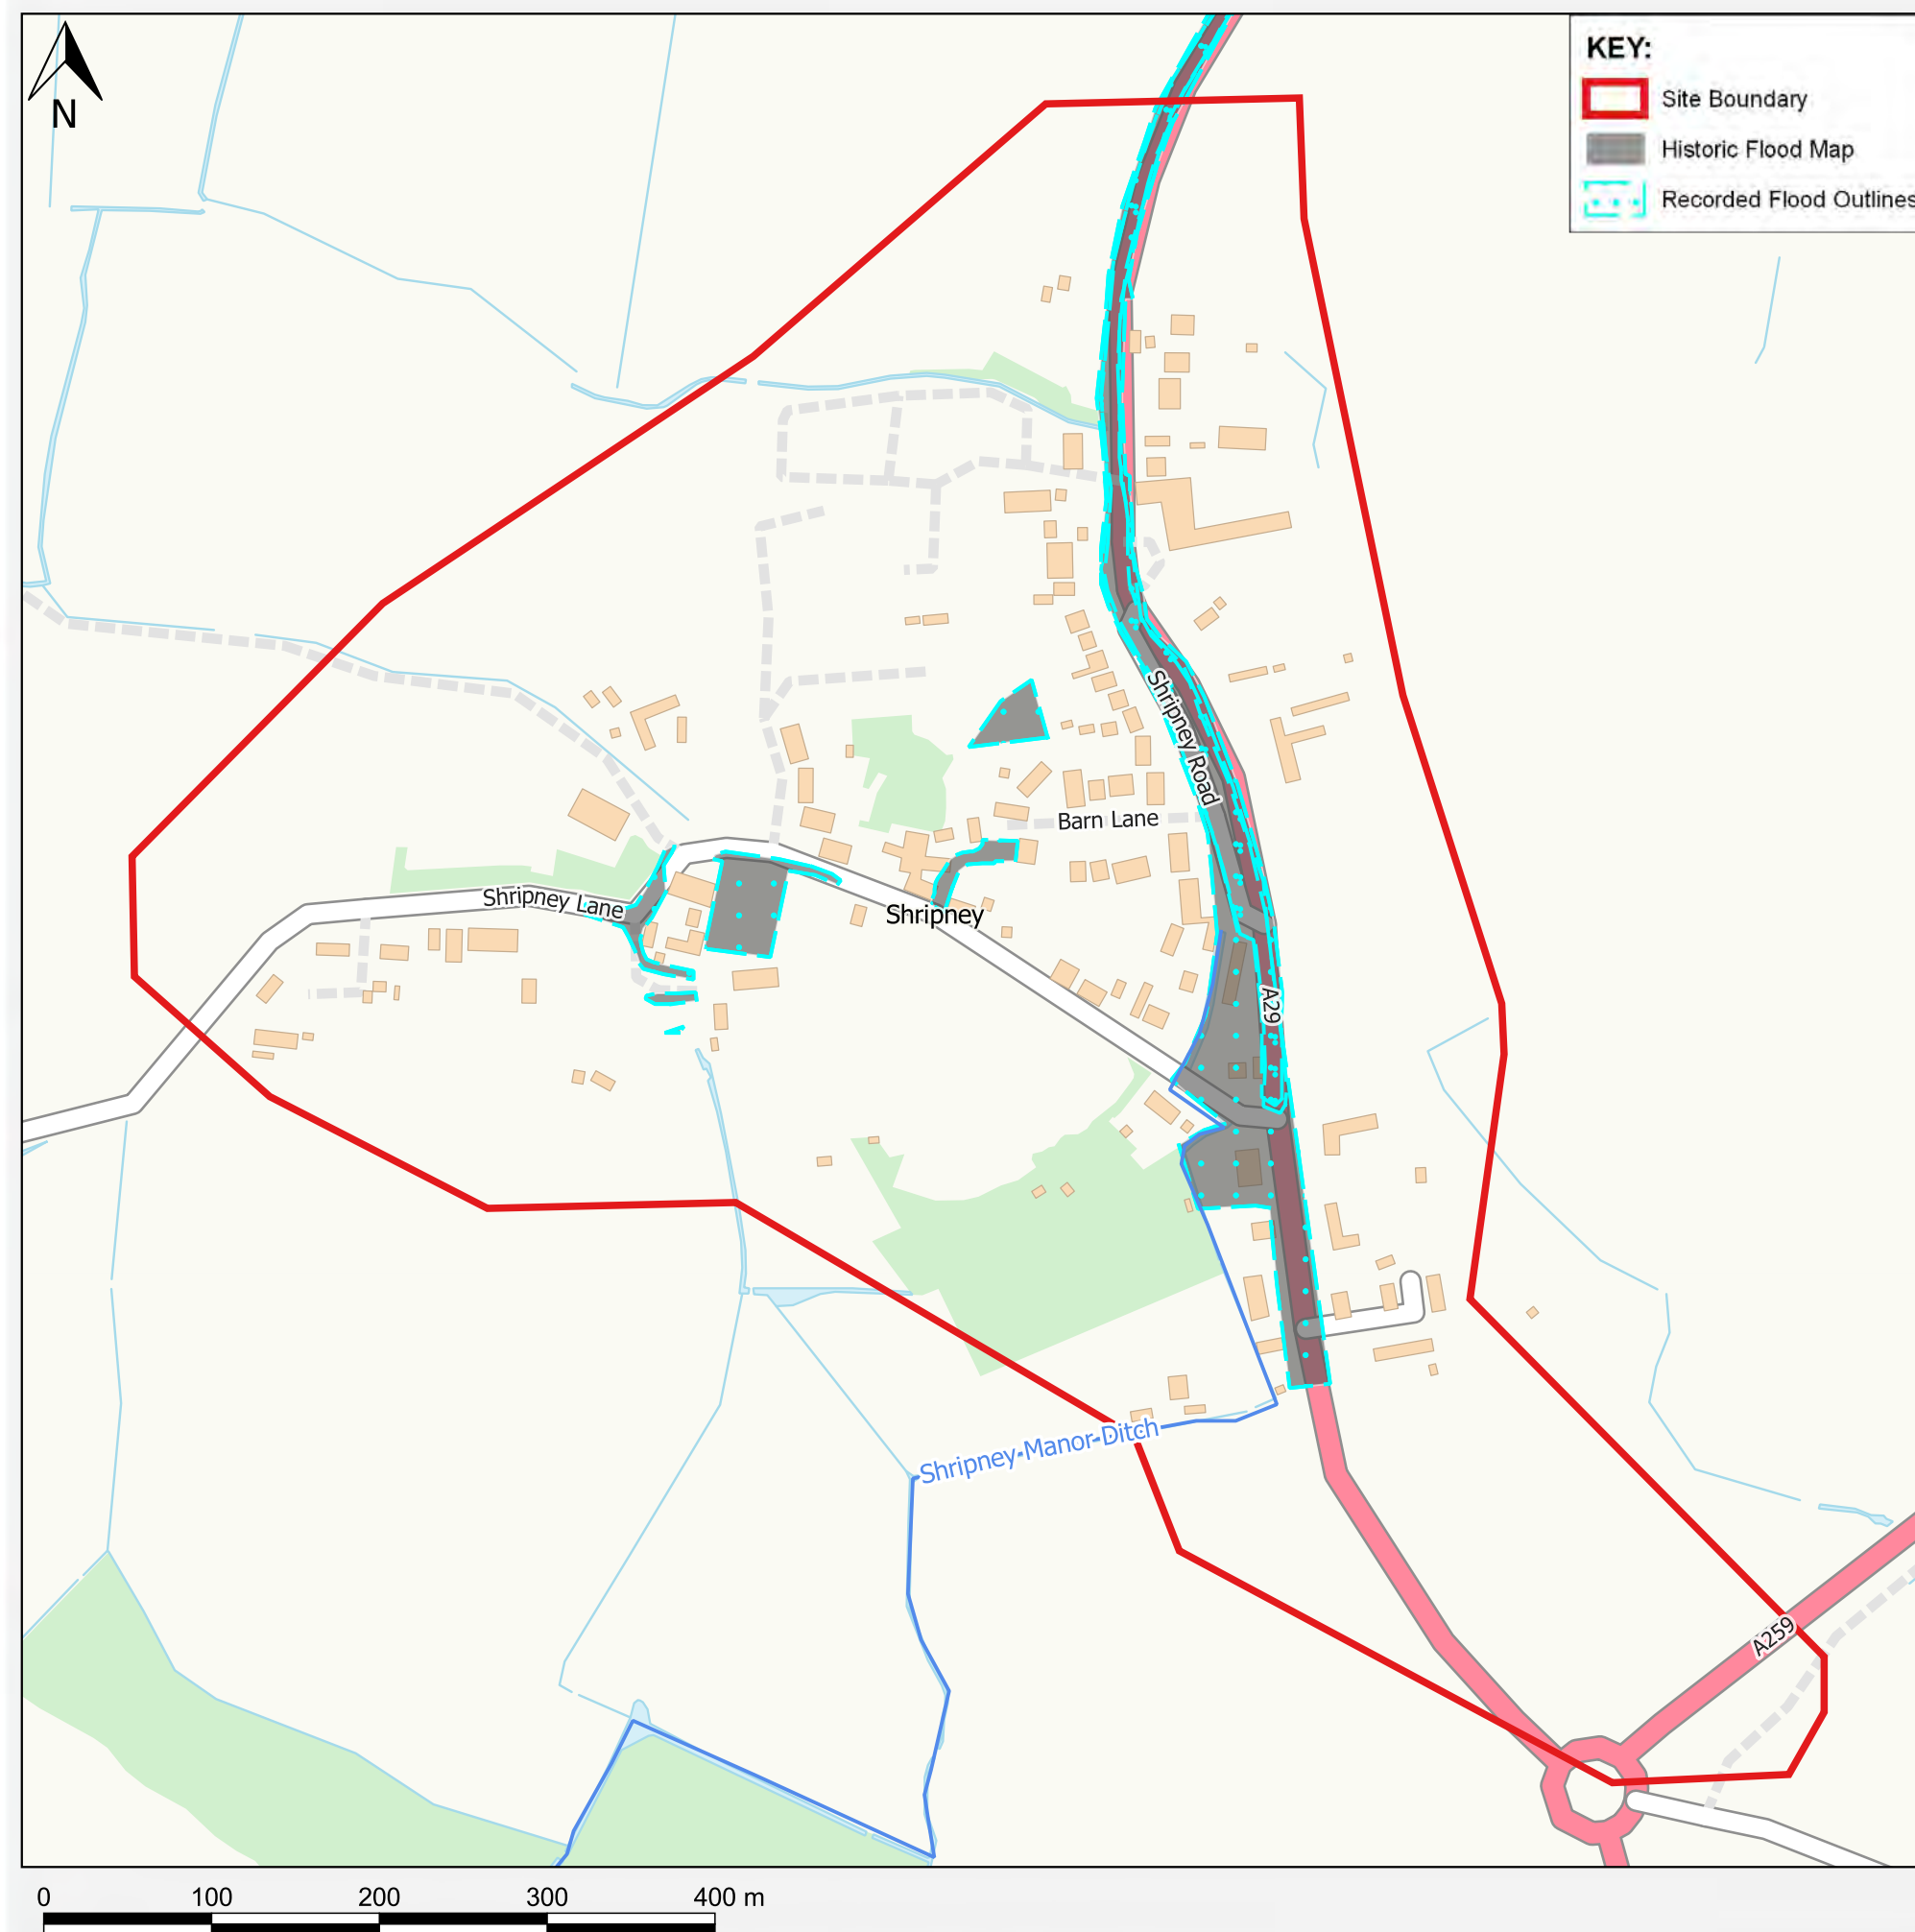 N
KEY:
Site Boundary
Historic Flood Map
Recorded Flood Outlines
Shripney Road
Barn Lane
Shripney Lane
Shripney
A29
Shripney Manor Ditch
A259
0 100 200 300 400 m